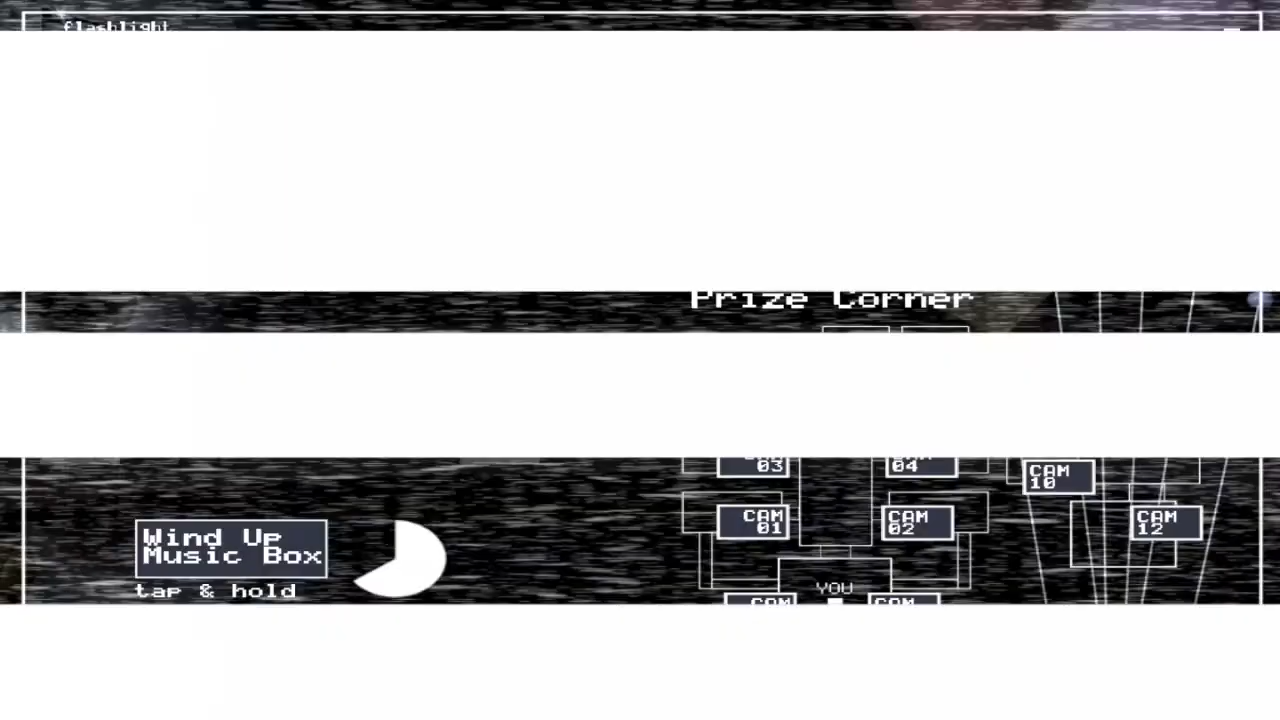 flashlight
Prize Corner
03
04
CAM
10
CAM
01
CAM
02
CAM
12
Wind Up
Music Box
tap & hold
YOU
CAM
CAM